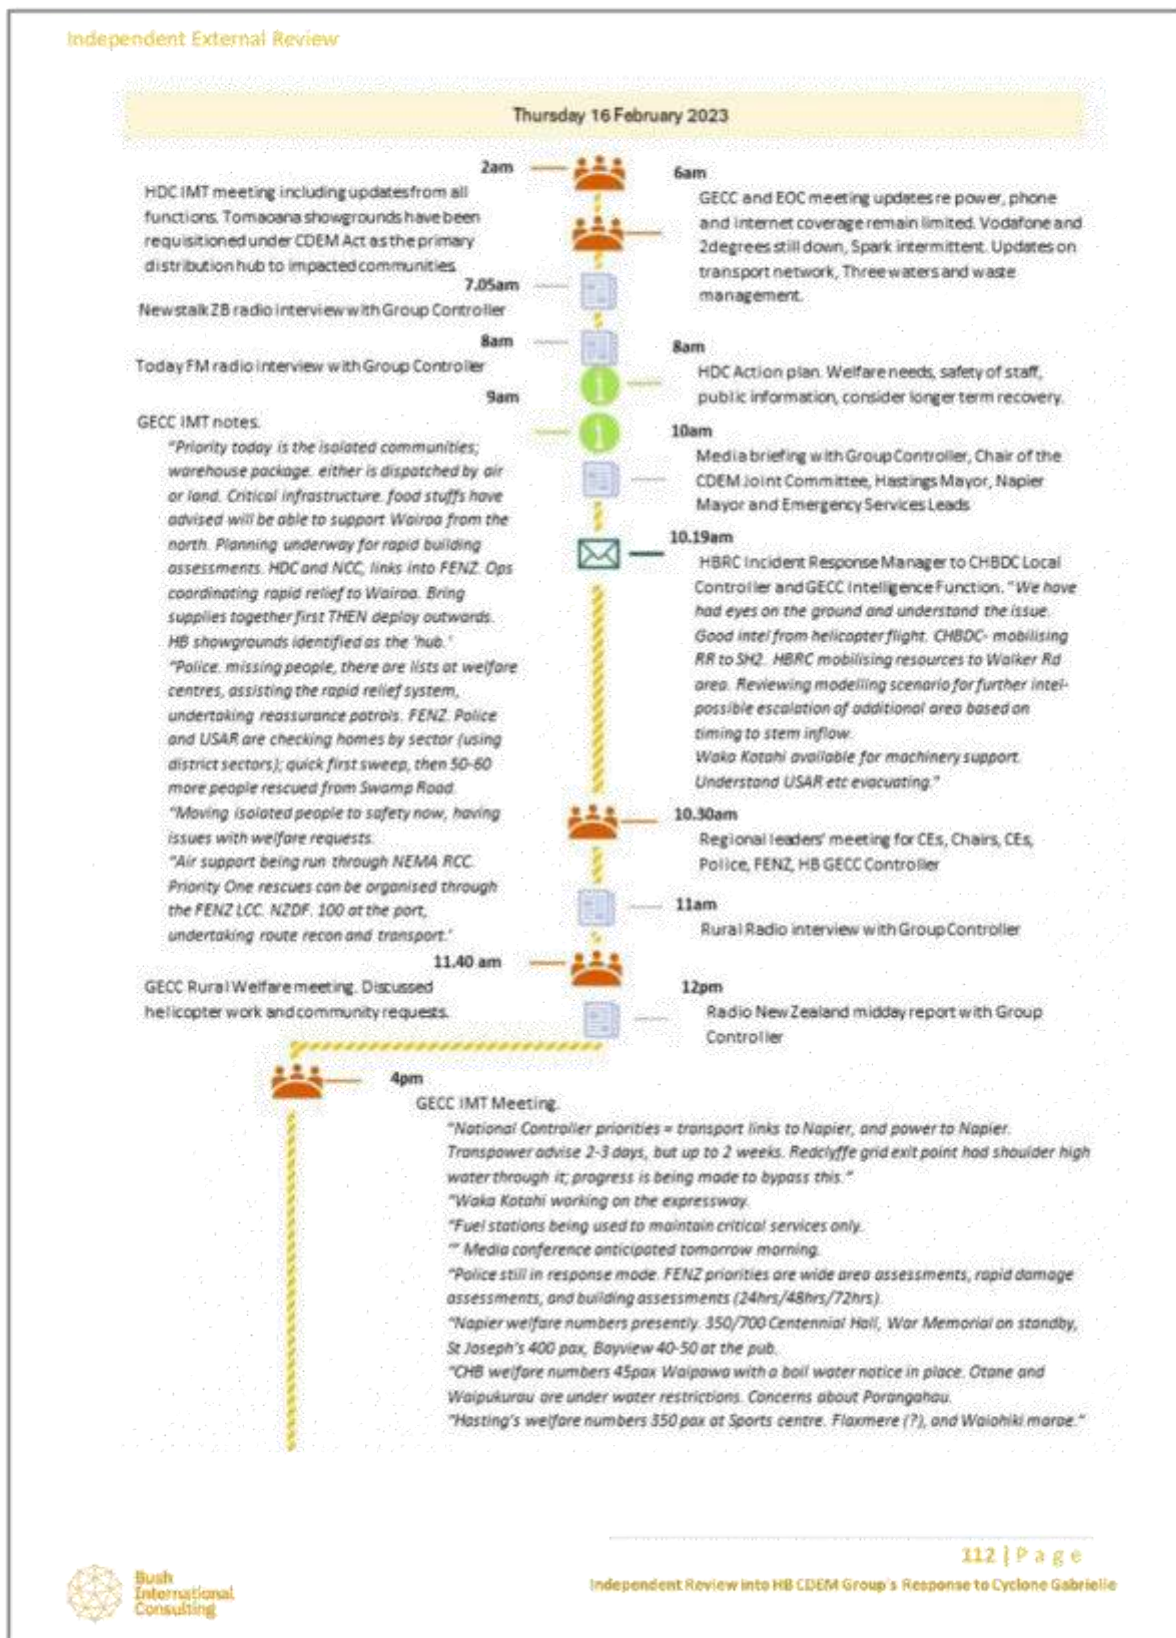 Independent External Review
Thursday 16 February 2023
2am
HDC IMT meeting including updates from all
functions. Tomaoana showgrounds have been
requisitioned under CDEM Act as the primary
distribution hub to impacted communities.
6am
GECC and EOC meeting updates re power, phone
and internet coverage remain limited. Vodafone and
2degrees still down, Spark intermittent. Updates on
transport network, Three waters and waste
management.
7.05am
Newstalk ZB radio interview with Group Controller
8am
Today FM radio interview with Group Controller
8am
HDC Action plan. Welfare needs, safety of staff,
public information, consider longer term recovery.
9am
GECC IMT notes.
"Priority today is the isolated communities;
warehouse package. either is dispatched by air
or land. Critical infrastructure. food stuffs have
advised will be able to support Wairoa from the
north. Planning underway for rapid building
assessments. HDC and NCC, links into FENZ. Ops
coordinating rapid relief to Wairoa. Bring
supplies together first THEN deploy outwards.
HB showgrounds identified as the 'hub.'
"Police. missing people, there are lists at welfare
centres, assisting the rapid relief system,
undertaking reassurance patrols. FENZ. Police
and USAR are checking homes by sector (using
district sectors); quick first sweep, then 50-60
more people rescued from Swamp Road.
"Moving isolated people to safety now, having
issues with welfare requests.
"Air support being run through NEMA RCC.
Priority One rescues can be organised through
the FENZ LCC. NZDF. 100 at the port,
undertaking route recon and transport.'
10am
Media briefing with Group Controller, Chair of the
CDEM Joint Committee, Hastings Mayor, Napier
Mayor and Emergency Services Leads
10.19am
HBRC Incident Response Manager to CHBDC Local
Controller and GECC Intelligence Function. "We have
had eyes on the ground and understand the issue.
Good intel from helicopter flight. CHBDC- mobilising
RR to SH2. HBRC mobilising resources to Walker Rd
area. Reviewing modelling scenario for further intel-
possible escalation of additional area based on
timing to stem inflow.
Waka Kotahi available for machinery support.
Understand USAR etc evacuating."
10.30am
Regional leaders' meeting for CEs, Chairs, CEs,
Police, FENZ, HB GECC Controller
11am
Rural Radio interview with Group Controller
11.40 am
GECC Rural Welfare meeting. Discussed
helicopter work and community requests.
12pm
Radio New Zealand midday report with Group
Controller
4pm
GECC IMT Meeting.
"National Controller priorities = transport links to Napier, and power to Napier.
Transpower advise 2-3 days, but up to 2 weeks. Redclyffe grid exit point had shoulder high
water through it; progress is being made to bypass this."
"Waka Kotahi working on the expressway.
"Fuel stations being used to maintain critical services only.
"" Media conference anticipated tomorrow morning.
"Police still in response mode. FENZ priorities are wide area assessments, rapid damage
assessments, and building assessments (24hrs/48hrs/72hrs).
"Napier welfare numbers presently. 350/700 Centennial Hall, War Memorial on standby,
St Joseph's 400 pax, Bayview 40-50 at the pub.
"CHB welfare numbers 45pax Waipawa with a boil water notice in place. Otane and
Waipukurau are under water restrictions. Concerns about Porangahau.
"Hasting's welfare numbers 350 pax at Sports centre. Flaxmere (?), and Waiohiki marae."
112 | P a g e
Independent Review into HB CDEM Group's Response to Cyclone Gabrielle
Bush
International
Consulting